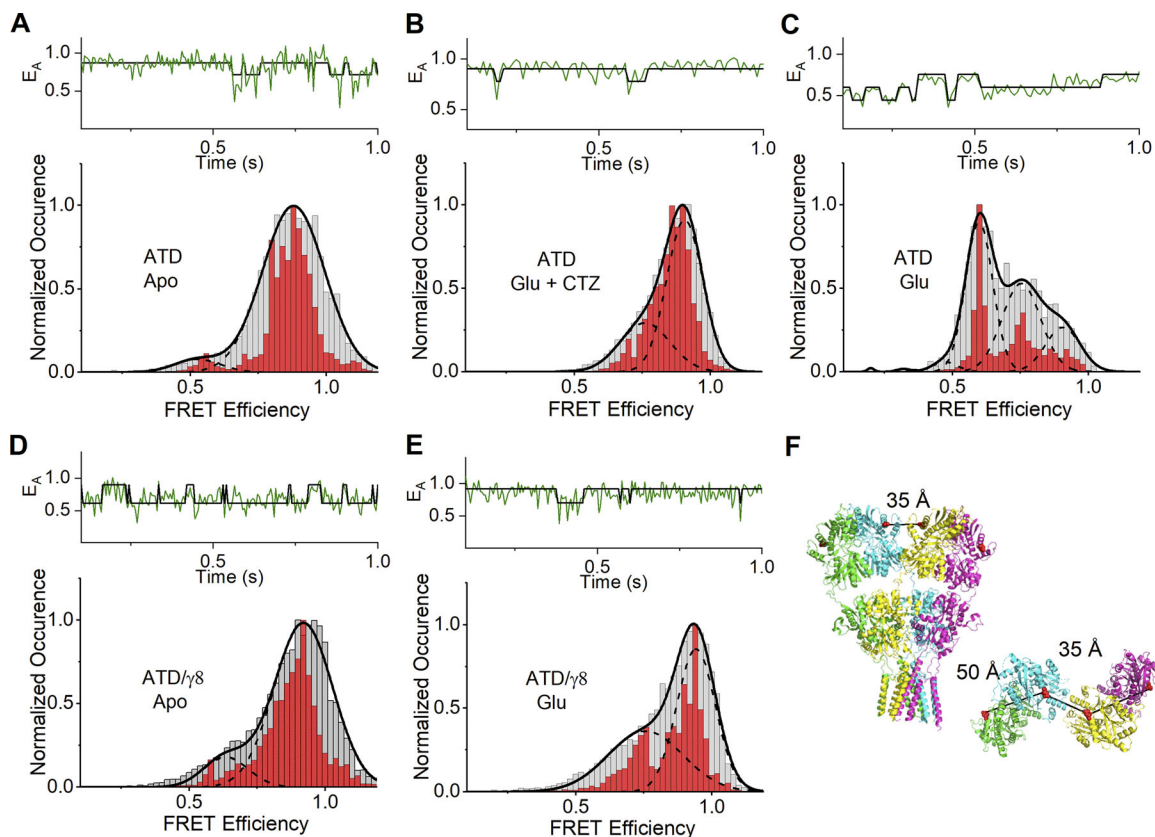 A
E_A
1.0
0.5
0.5
1.0
Time (s)
Normalized Occurence
1.0
0.5
0.0
ATD
Apo
0.5
1.0
FRET Efficiency
B
E_A
1.0
0.5
0.5
1.0
Time (s)
Normalized Occurence
1.0
0.5
0.0
ATD
Glu + CTZ
0.5
1.0
FRET Efficiency
C
E_A
1.0
0.5
0.5
1.0
Time (s)
Normalized Occurence
1.0
0.5
0.0
ATD
Glu
0.5
1.0
FRET Efficiency
D
E_A
1.0
0.5
0.5
1.0
Time (s)
Normalized Occurence
1.0
0.5
0.0
ATD/γ8
Apo
0.5
1.0
FRET Efficiency
E
E_A
1.0
0.5
0.5
1.0
Time (s)
Normalized Occurence
1.0
0.5
0.0
ATD/γ8
Glu
0.5
1.0
FRET Efficiency
F
35 Å
50 Å
35 Å